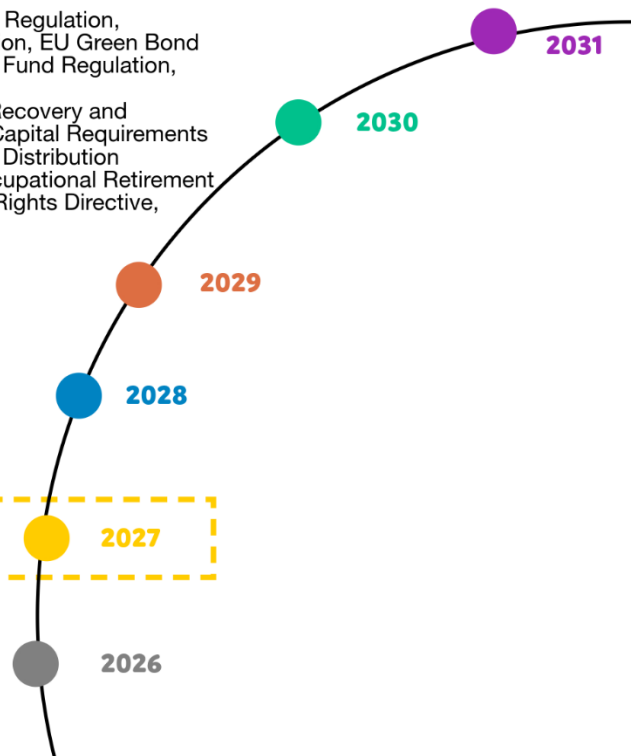 Regulation,
on, EU Green Bond
Fund Regulation,
ecovery and
Capital Requirements
Distribution
cupational Retirement
Rights Directive,
2031
2030
2029
2028
2027
2026